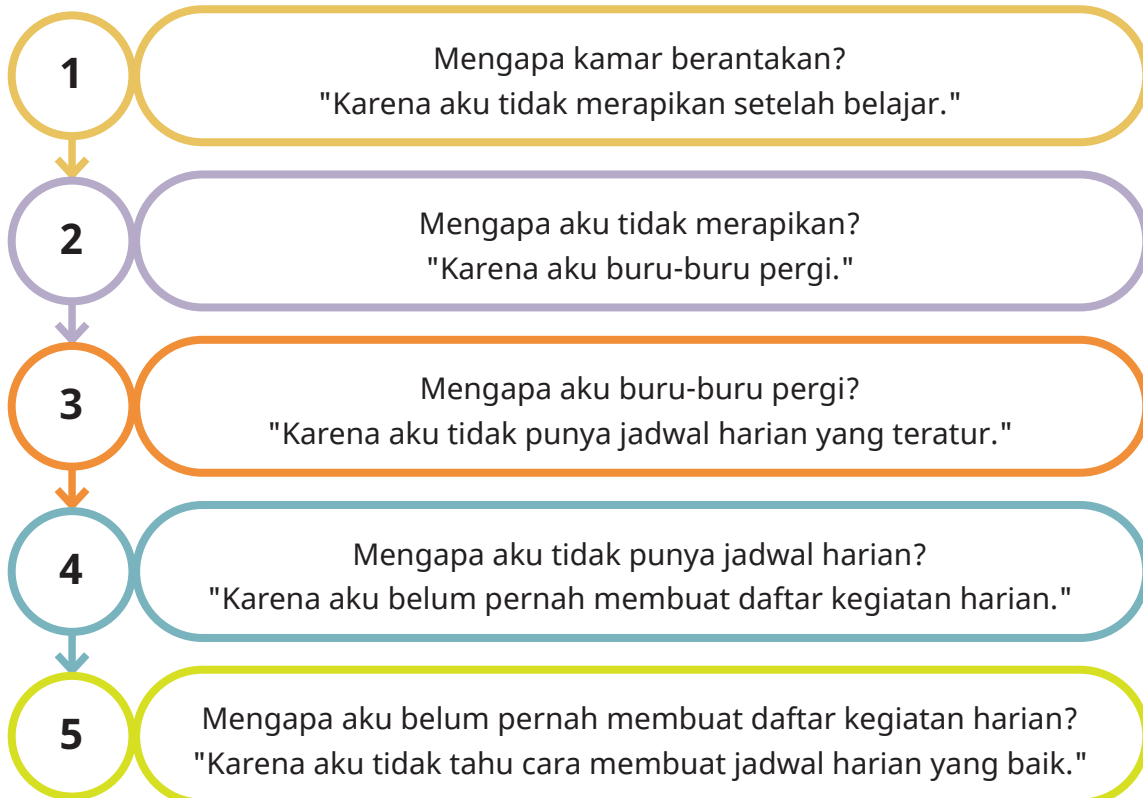 1
Mengapa kamar berantakan?
"Karena aku tidak merapikan setelah belajar."
2
Mengapa aku tidak merapikan?
"Karena aku buru-buru pergi."
3
Mengapa aku buru-buru pergi?
"Karena aku tidak punya jadwal harian yang teratur."
4
Mengapa aku tidak punya jadwal harian?
"Karena aku belum pernah membuat daftar kegiatan harian."
5
Mengapa aku belum pernah membuat daftar kegiatan harian?
"Karena aku tidak tahu cara membuat jadwal harian yang baik."